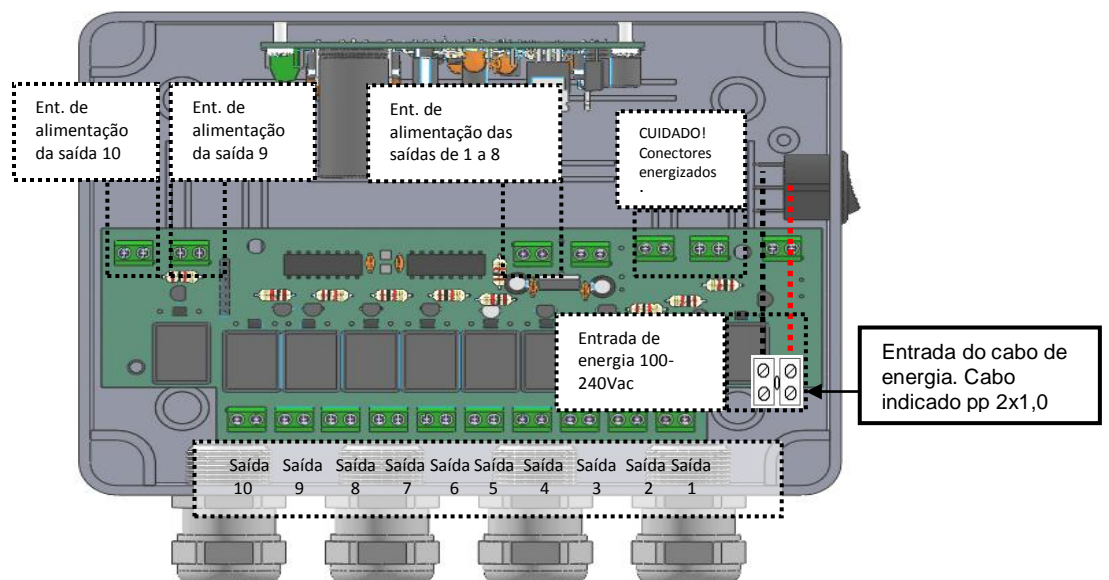 Ent. de
alimentação
da saída 10
Ent. de
alimentação
da saída 9
Ent. de
alimentação das
saídas de 1 a 8
CUIDADO!
Conectores
energizados
.
Entrada de
energia 100-
240Vac
Entrada do cabo de
energia. Cabo
indicado pp 2x1,0
Saída Saída Saída Saída Saída Saída Saída Saída Saída Saída
10 9 8 7 6 5 4 3 2 1